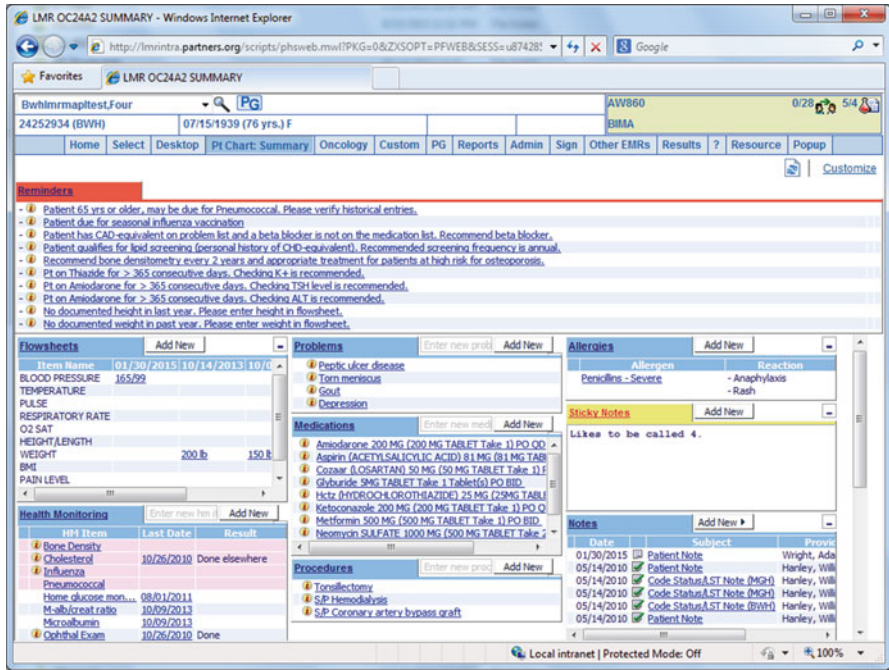 LMR OC24A2 SUMMARY - Windows Internet Explorer
http://lmrintra.partners.org/scripts/phsweb.mwl?PKG=0&ZXSOPT=PFWEB&SESS=u87428
Google
Favorites
LMR OC24A2 SUMMARY
Bwhlmrmapltest,Four
PG
AW860
0/28
5/4
24252934 (BWH)
07/15/1939 (76 yrs.) F
BIMA
Home Select Desktop Pt Chart: Summary Oncology Custom PG Reports Admin Sign Other EMRs Results ? Resource Popup
Customize
Reminders
- Patient 65 yrs or older, may be due for Pneumococcal. Please verify historical entries.
- Patient due for seasonal influenza vaccination
- Patient has CAD-equivalent on problem list and a beta blocker is not on the medication list. Recommend beta blocker.
- Patient qualifies for lipid screening (personal history of CHD-equivalent). Recommended screening frequency is annual.
- Recommend bone densitometry every 2 years and appropriate treatment for patients at high risk for osteoporosis.
- Pt on Thiazide for > 365 consecutive days. Checking K+ is recommended.
- Pt on Amiodarone for > 365 consecutive days. Checking TSH level is recommended.
- Pt on Amiodarone for > 365 consecutive days. Checking ALT is recommended.
- No documented height in last year. Please enter height in flowsheet.
- No documented weight in past year. Please enter weight in flowsheet.
Flowsheets Add New
Item Name 01/30/2015 10/14/2013 10/0
BLOOD PRESSURE 165/99
TEMPERATURE
PULSE
RESPIRATORY RATE
O2 SAT
HEIGHT/LENGTH
WEIGHT 200 lb 150 lb
BMI
PAIN LEVEL
Health Monitoring Enter new hm i Add New
HM Item Last Date Result
Bone Density
Cholesterol 10/26/2010 Done elsewhere
Influenza
Pneumococcal
Home glucose mon... 08/01/2011
M-alb/creat ratio 10/09/2013
Microalbumin 10/09/2013
Ophthal Exam 10/26/2010 Done
Problems Enter new prob Add New
Peptic ulcer disease
Torn meniscus
Gout
Depression
Medications Enter new medi Add New
Amiodarone 200 MG (200 MG TABLET Take 1) PO QD
Aspirin (ACETYLSALICYLIC ACID) 81 MG (81 MG TAB
Cozaar (LOSARTAN) 50 MG (50 MG TABLET Take 1) P
Glyburide 5MG TABLET Take 1 Tablet(s) PO BID
Hctz (HYDROCHLOROTHIAZIDE) 25 MG (25MG TABL
Ketoconazole 200 MG (200 MG TABLET Take 1) PO
Metformin 500 MG (500 MG TABLET Take 1) PO BID
Neomycin SULFATE 1000 MG (500 MG TABLET Take 2
Procedures Enter new proc Add New
Tonsillectomy
S/P Hemodialysis
S/P Coronary artery bypass graft
Allergies Add New
Allergen Reaction
Penicillins - Severe - Anaphylaxis
- Rash
Sticky Notes Add New
Likes to be called 4.
Notes Add New
Date Subject Provid
01/30/2015 Patient Note Wright, Ada
05/14/2010 Patient Note Hanley, Willi
05/14/2010 Code Status/LST Note (MGH) Hanley, Willi
05/14/2010 Code Status/LST Note (MGH) Hanley, Willi
05/14/2010 Code Status/LST Note (BWH) Hanley, Willi
05/14/2010 Patient Note Hanley, Willi
Local intranet | Protected Mode: Off
100%